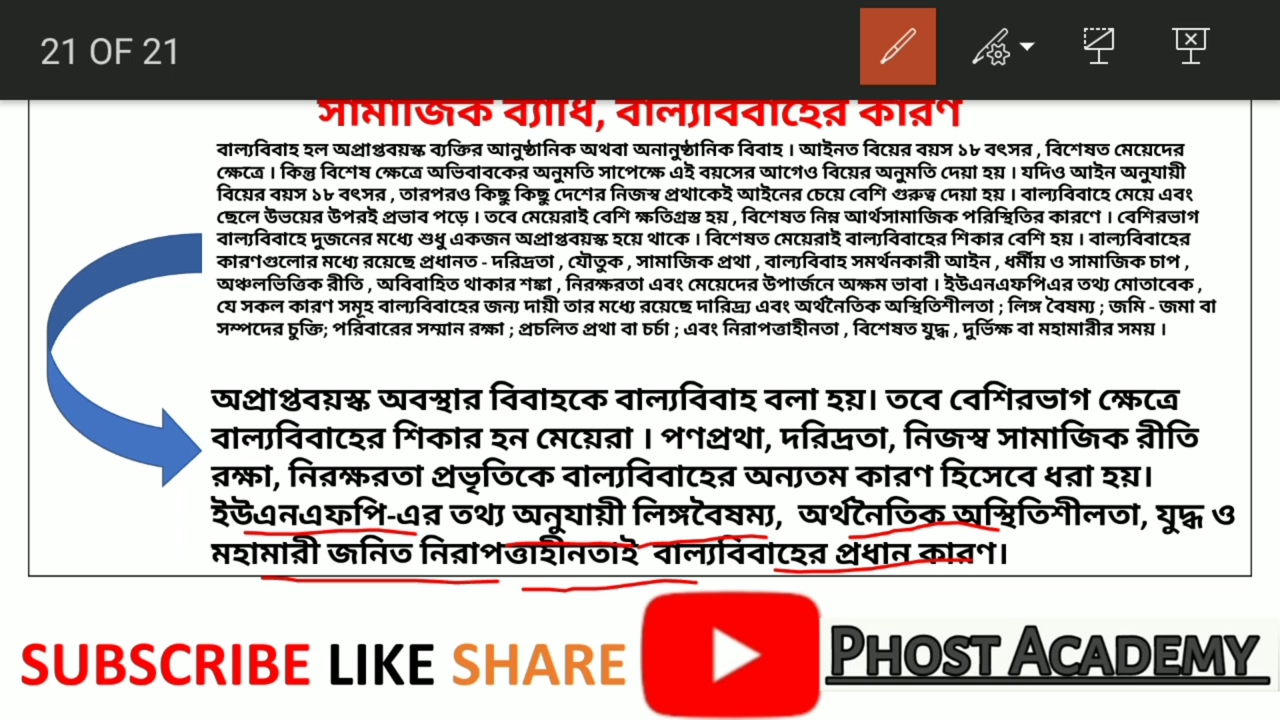 21 OF 21
সামাজিক ব্যাধি, বাল্যবিবাহের কারণ
বাল্যবিবাহ হল অপ্রাপ্তবয়স্ক ব্যক্তির আনুষ্ঠানিক অথবা অনানুষ্ঠানিক বিবাহ । আইনত বিয়ের বয়স ১৮ বৎসর , বিশেষত মেয়েদের
ক্ষেত্রে । কিন্তু বিশেষ ক্ষেত্রে অভিবাবকের অনুমতি সাপেক্ষে এই বয়সের আগেও বিয়ের অনুমতি দেয়া হয় । যদিও আইন অনুযায়ী
বিয়ের বয়স ১৮ বৎসর , তারপরও কিছু কিছু দেশের নিজস্ব প্রথাকেই আইনের চেয়ে বেশি গুরুত্ব দেয়া হয় । বাল্যবিবাহে মেয়ে এবং
ছেলে উভয়ের উপরই প্রভাব পড়ে । তবে মেয়েরাই বেশি ক্ষতিগ্রস্ত হয় , বিশেষত নিম্ন আর্থসামাজিক পরিস্থিতির কারণে । বেশিরভাগ
বাল্যবিবাহে দুজনের মধ্যে শুধু একজন অপ্রাপ্তবয়স্ক হয়ে থাকে । বিশেষত মেয়েরাই বাল্যবিবাহের শিকার বেশি হয় । বাল্যবিবাহের
কারণগুলোর মধ্যে রয়েছে প্রধানত - দরিদ্রতা , যৌতুক , সামাজিক প্রথা , বাল্যবিবাহ সমর্থনকারী আইন , ধর্মীয় ও সামাজিক চাপ ,
অঞ্চলভিত্তিক রীতি , অবিবাহিত থাকার শঙ্কা , নিরক্ষরতা এবং মেয়েদের উপার্জনে অক্ষম ভাবা । ইউএনএফপিএর তথ্য মোতাবেক ,
যে সকল কারণ সমূহ বাল্যবিবাহের জন্য দায়ী তার মধ্যে রয়েছে দারিদ্র্য এবং অর্থনৈতিক অস্থিতিশীলতা ; লিঙ্গ বৈষম্য ; জমি - জমা বা
সম্পদের চুক্তি; পরিবারের সম্মান রক্ষা ; প্রচলিত প্রথা বা চর্চা ; এবং নিরাপত্তাহীনতা , বিশেষত যুদ্ধ , দুর্ভিক্ষ বা মহামারীর সময় ।
অপ্রাপ্তবয়স্ক অবস্থার বিবাহকে বাল্যবিবাহ বলা হয়। তবে বেশিরভাগ ক্ষেত্রে
বাল্যবিবাহের শিকার হন মেয়েরা । পণপ্রথা, দরিদ্রতা, নিজস্ব সামাজিক রীতি
রক্ষা, নিরক্ষরতা প্রভৃতিকে বাল্যবিবাহের অন্যতম কারণ হিসেবে ধরা হয়।
ইউএনএফপি-এর তথ্য অনুযায়ী লিঙ্গবৈষম্য, অর্থনৈতিক অস্থিতিশীলতা, যুদ্ধ ও
মহামারী জনিত নিরাপত্তাহীনতাই বাল্যবিবাহের প্রধান কারণ।
SUBSCRIBE LIKE SHARE PHOST ACADEMY